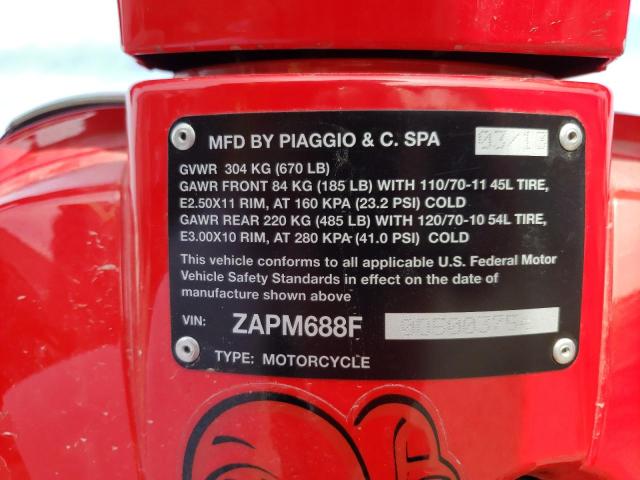 MFD BY PIAGGIO & C. SPA
GVWR 304 KG (670 LB)
GAWR FRONT 84 KG (185 LB) WITH 110/70-11 45L TIRE,
E2.50X11 RIM, AT 160 KPA (23.2 PSI) COLD
GAWR REAR 220 KG (485 LB) WITH 120/70-10 54L TIRE,
E3.00X10 RIM, AT 280 KPA (41.0 PSI) COLD
This vehicle conforms to all applicable U.S. Federal Motor
Vehicle Safety Standards in effect on the date of
manufacture shown above
VIN: ZAPM688F
TYPE: MOTORCYCLE